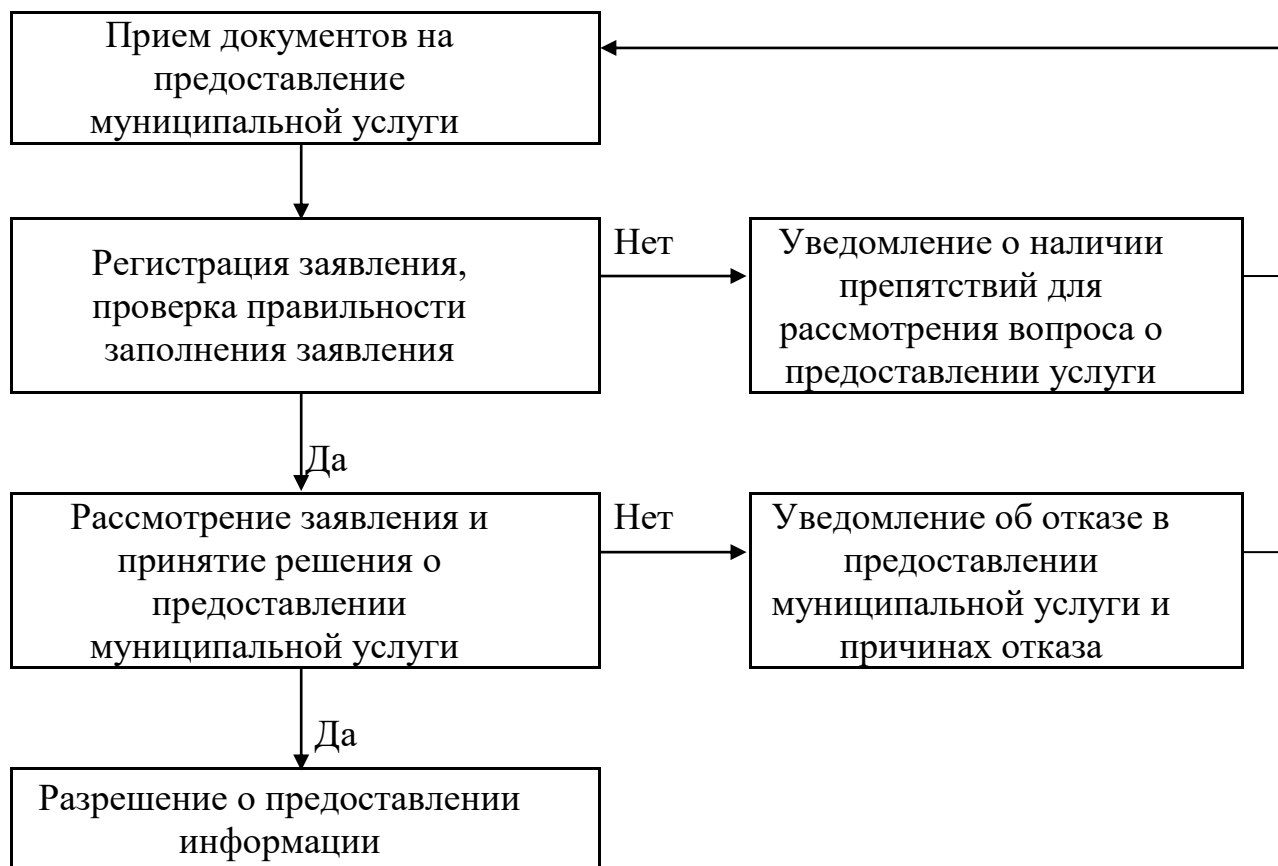 Прием документов на
предоставление
муниципальной услуги
Регистрация заявления,
проверка правильности
заполнения заявления
Нет
Уведомление о наличии
препятствий для
рассмотрения вопроса о
предоставлении услуги
Да
Рассмотрение заявления и
принятие решения о
предоставлении
муниципальной услуги
Нет
Уведомление об отказе в
предоставлении
муниципальной услуги и
причинах отказа
Да
Разрешение о предоставлении
информации